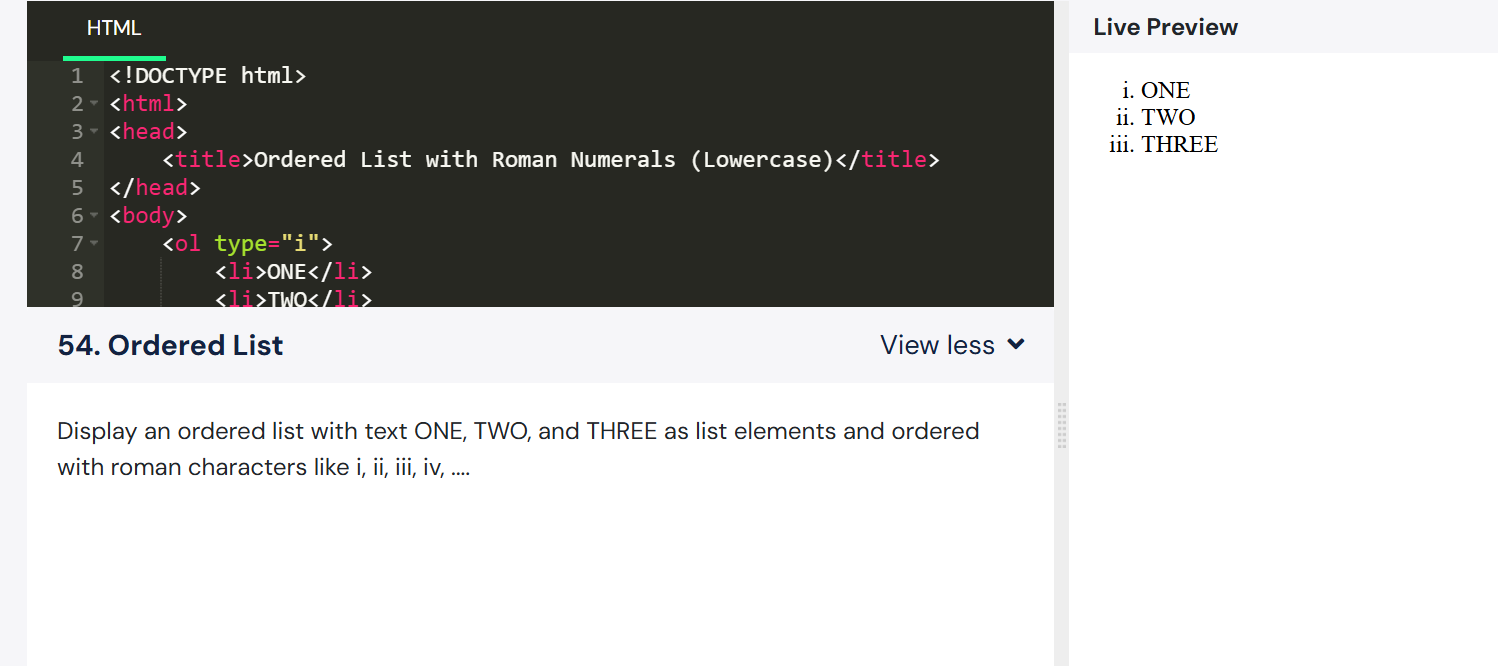 HTML
1 <!DOCTYPE html>
2 <html>
3 <head>
4     <title>Ordered List with Roman Numerals (Lowercase)</title>
5 </head>
6 <body>
7     <ol type="i">
8         <li>ONE</li>
9         <li>TWO</li>
54. Ordered List
View less
Display an ordered list with text ONE, TWO, and THREE as list elements and ordered
with roman characters like i, ii, iii, iv, ....
Live Preview
i. ONE
ii. TWO
iii. THREE